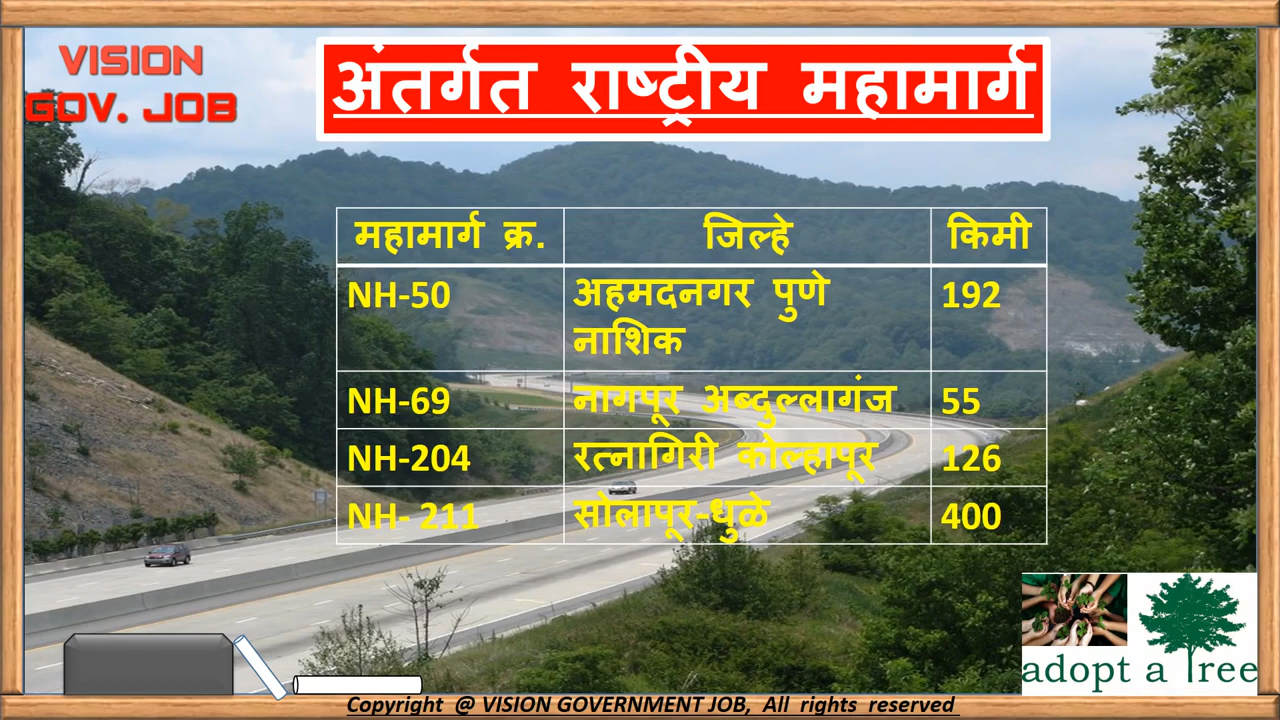 VISION
GOV. JOB
अंतर्गत राष्ट्रीय महामार्ग
महामार्ग क्र. जिल्हे किमी
NH-50 अहमदनगर पुणे 192
नाशिक
NH-69 नागपूर अब्दुल्लागंज 55
NH-204 रत्नागिरी कोल्हापूर 126
NH- 211 सोलापूर-धुळे 400
adopt a Tree
Copyright @ VISION GOVERNMENT JOB, All rights reserved